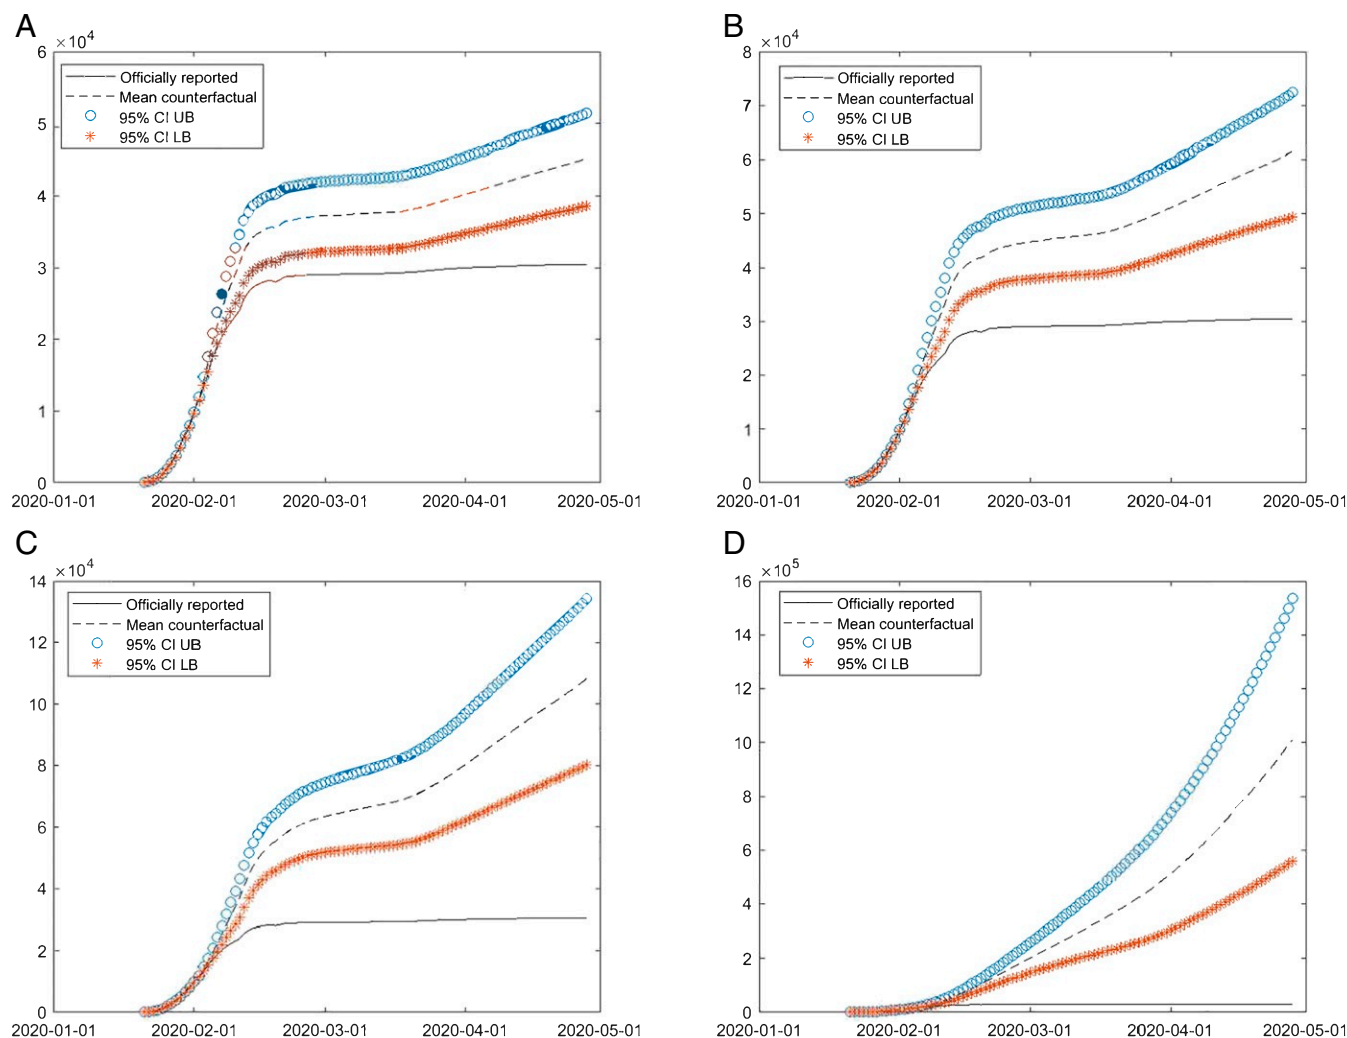 A
×10^4
6
5
4
3
2
1
0
Officially reported
Mean counterfactual
95% CI UB
95% CI LB
2020-01-01 2020-02-01 2020-03-01 2020-04-01 2020-05-01
B
×10^4
8
7
6
5
4
3
2
1
0
Officially reported
Mean counterfactual
95% CI UB
95% CI LB
2020-01-01 2020-02-01 2020-03-01 2020-04-01 2020-05-01
C
×10^4
14
12
10
8
6
4
2
0
Officially reported
Mean counterfactual
95% CI UB
95% CI LB
2020-01-01 2020-02-01 2020-03-01 2020-04-01 2020-05-01
D
×10^5
16
14
12
10
8
6
4
2
0
Officially reported
Mean counterfactual
95% CI UB
95% CI LB
2020-01-01 2020-02-01 2020-03-01 2020-04-01 2020-05-01